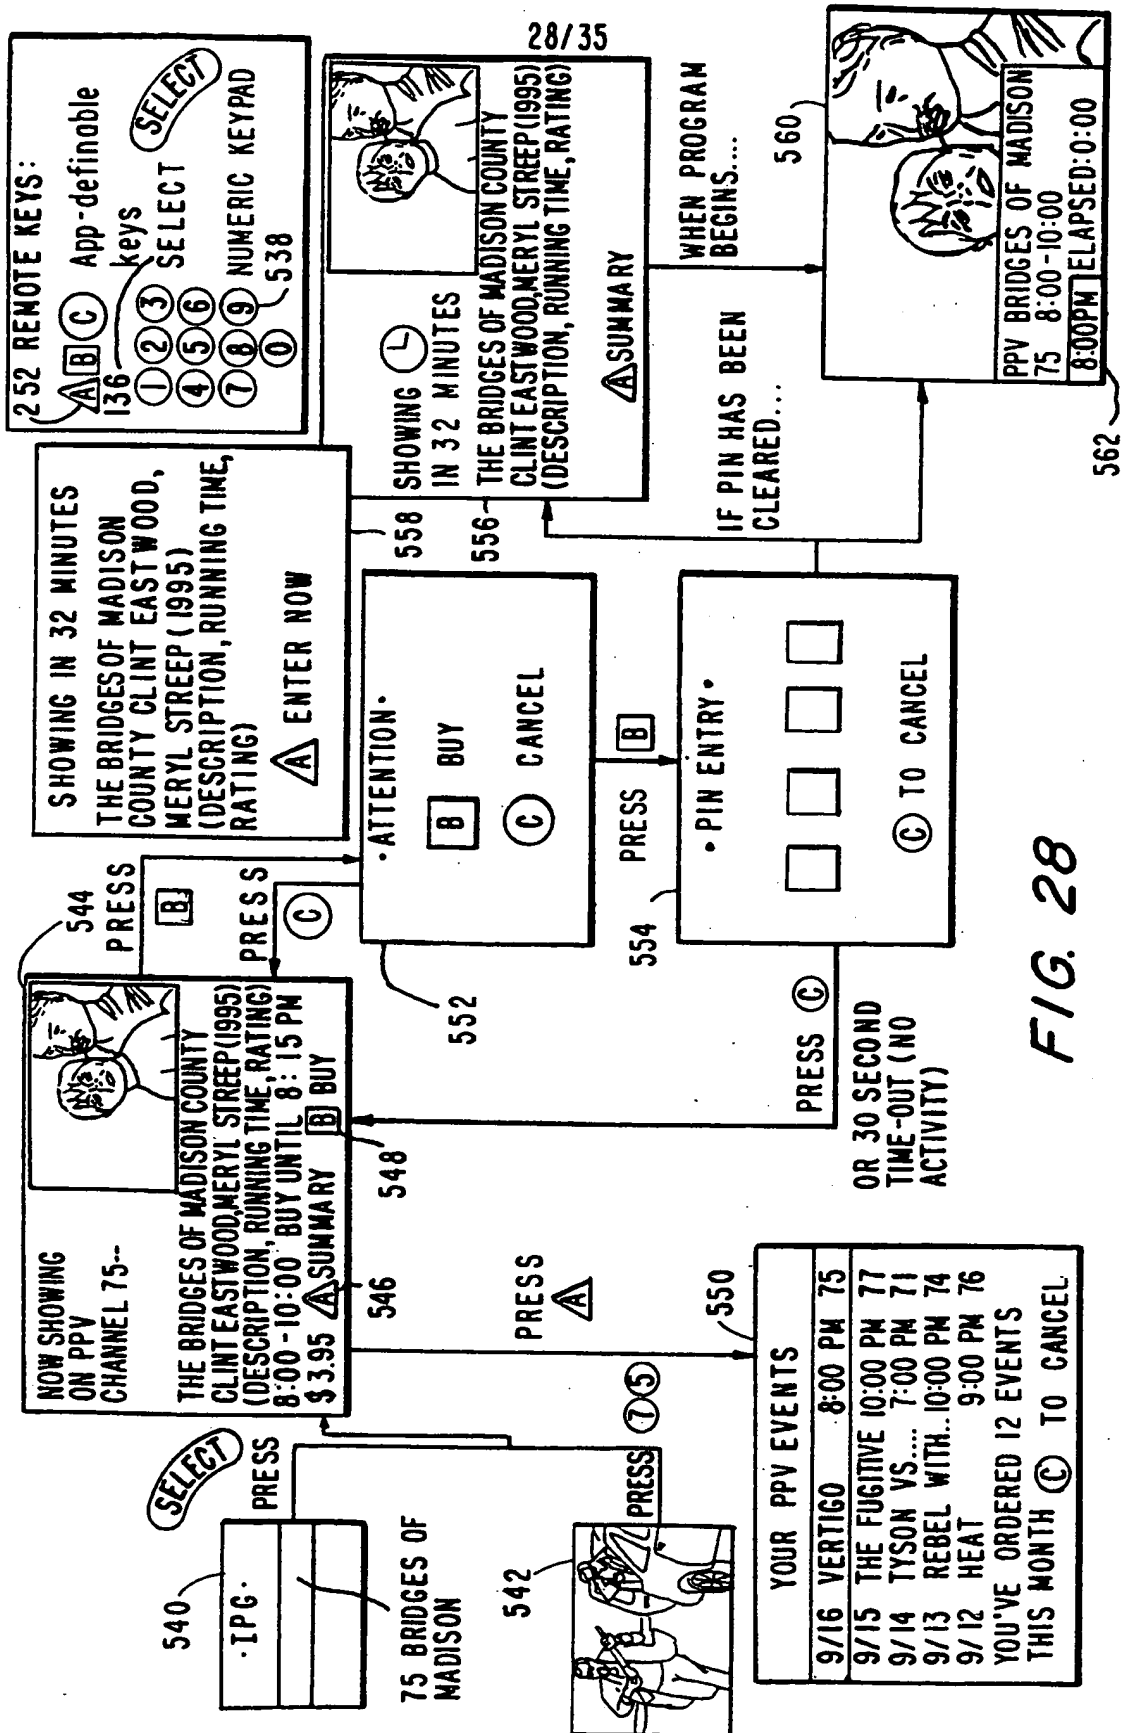 28/35
252 REMOTE KEYS:
A B C App-definable
keys
136
1 2 3 SELECT
SELECT
4 5 6
7 8 9 NUMERIC KEYPAD
0
538
544
NOW SHOWING
ON PPV
CHANNEL 75--
THE BRIDGES OF MADISON COUNTY
CLINT EASTWOOD, MERYL STREEP (1995)
(DESCRIPTION, RUNNING TIME, RATING)
8:00-10:00 BUY UNTIL 8:15 PM
$3.95 A SUMMARY B BUY
546
548
PRESS
B
PRESS
C
SHOWING IN 32 MINUTES
THE BRIDGES OF MADISON
COUNTY CLINT EASTWOOD,
MERYL STREEP (1995)
(DESCRIPTION, RUNNING TIME,
RATING)
A ENTER NOW
558
SHOWING
IN 32 MINUTES
THE BRIDGES OF MADISON COUNTY
CLINT EASTWOOD, MERYL STREEP (1995)
(DESCRIPTION, RUNNING TIME, RATING)
A SUMMARY
556
SELECT
PRESS
540
·IPG·
75 BRIDGES OF
MADISON
542
PRESS
7 5
PRESS
A
·ATTENTION·
B BUY
C CANCEL
552
PRESS B
554
·PIN ENTRY·
C TO CANCEL
PRESS C
OR 30 SECOND
TIME-OUT (NO
ACTIVITY)
IF PIN HAS BEEN
CLEARED...
WHEN PROGRAM
BEGINS....
550
YOUR PPV EVENTS
9/16 VERTIGO 8:00 PM 75
9/15 THE FUGITIVE 10:00 PM 77
9/14 TYSON VS.... 7:00 PM 71
9/13 REBEL WITH..10:00 PM 74
9/12 HEAT 9:00 PM 76
YOU'VE ORDERED 12 EVENTS
THIS MONTH C TO CANCEL
560
PPV BRIDGES OF MADISON
75 8:00-10:00
8:00PM ELAPSED:0:00
562
FIG. 28